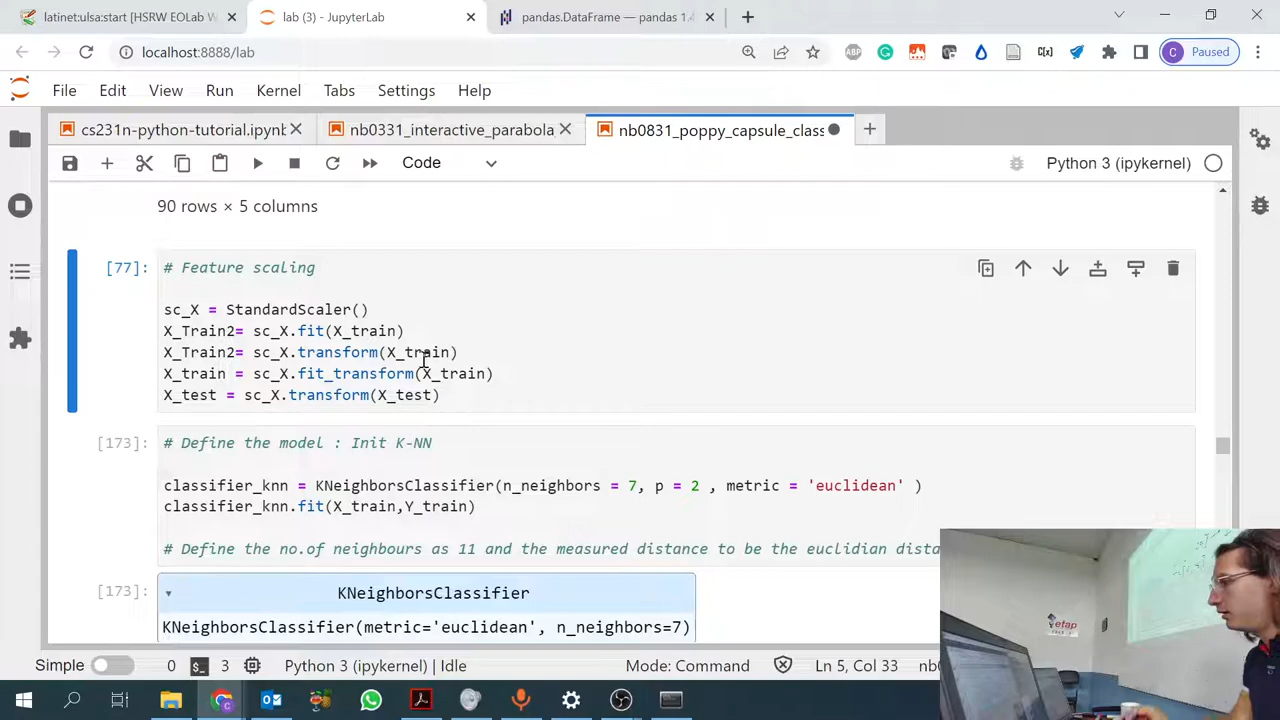 latinet:ulsa:start [HSRW EOLab W
lab (3) - JupyterLab
pandas.DataFrame — pandas 1.4
localhost:8888/lab
ABP
C[x]
C
Paused
File Edit View Run Kernel Tabs Settings Help
cs231n-python-tutorial.ipynb
nb0331_interactive_parabola
nb0831_poppy_capsule_class
Code
Python 3 (ipykernel)
90 rows × 5 columns
[77]:
# Feature scaling
sc_X = StandardScaler()
X_Train2= sc_X.fit(X_train)
X_Train2= sc_X.transform(X_train)
X_train = sc_X.fit_transform(X_train)
X_test = sc_X.transform(X_test)
[173]:
# Define the model : Init K-NN
classifier_knn = KNeighborsClassifier(n_neighbors = 7, p = 2 , metric = 'euclidean' )
classifier_knn.fit(X_train,Y_train)
# Define the no.of neighbours as 11 and the measured distance to be the euclidian dista
[173]:
KNeighborsClassifier
KNeighborsClassifier(metric='euclidean', n_neighbors=7)
etap
Simple
0
3
Python 3 (ipykernel) | Idle
Mode: Command
Ln 5, Col 33
nb0